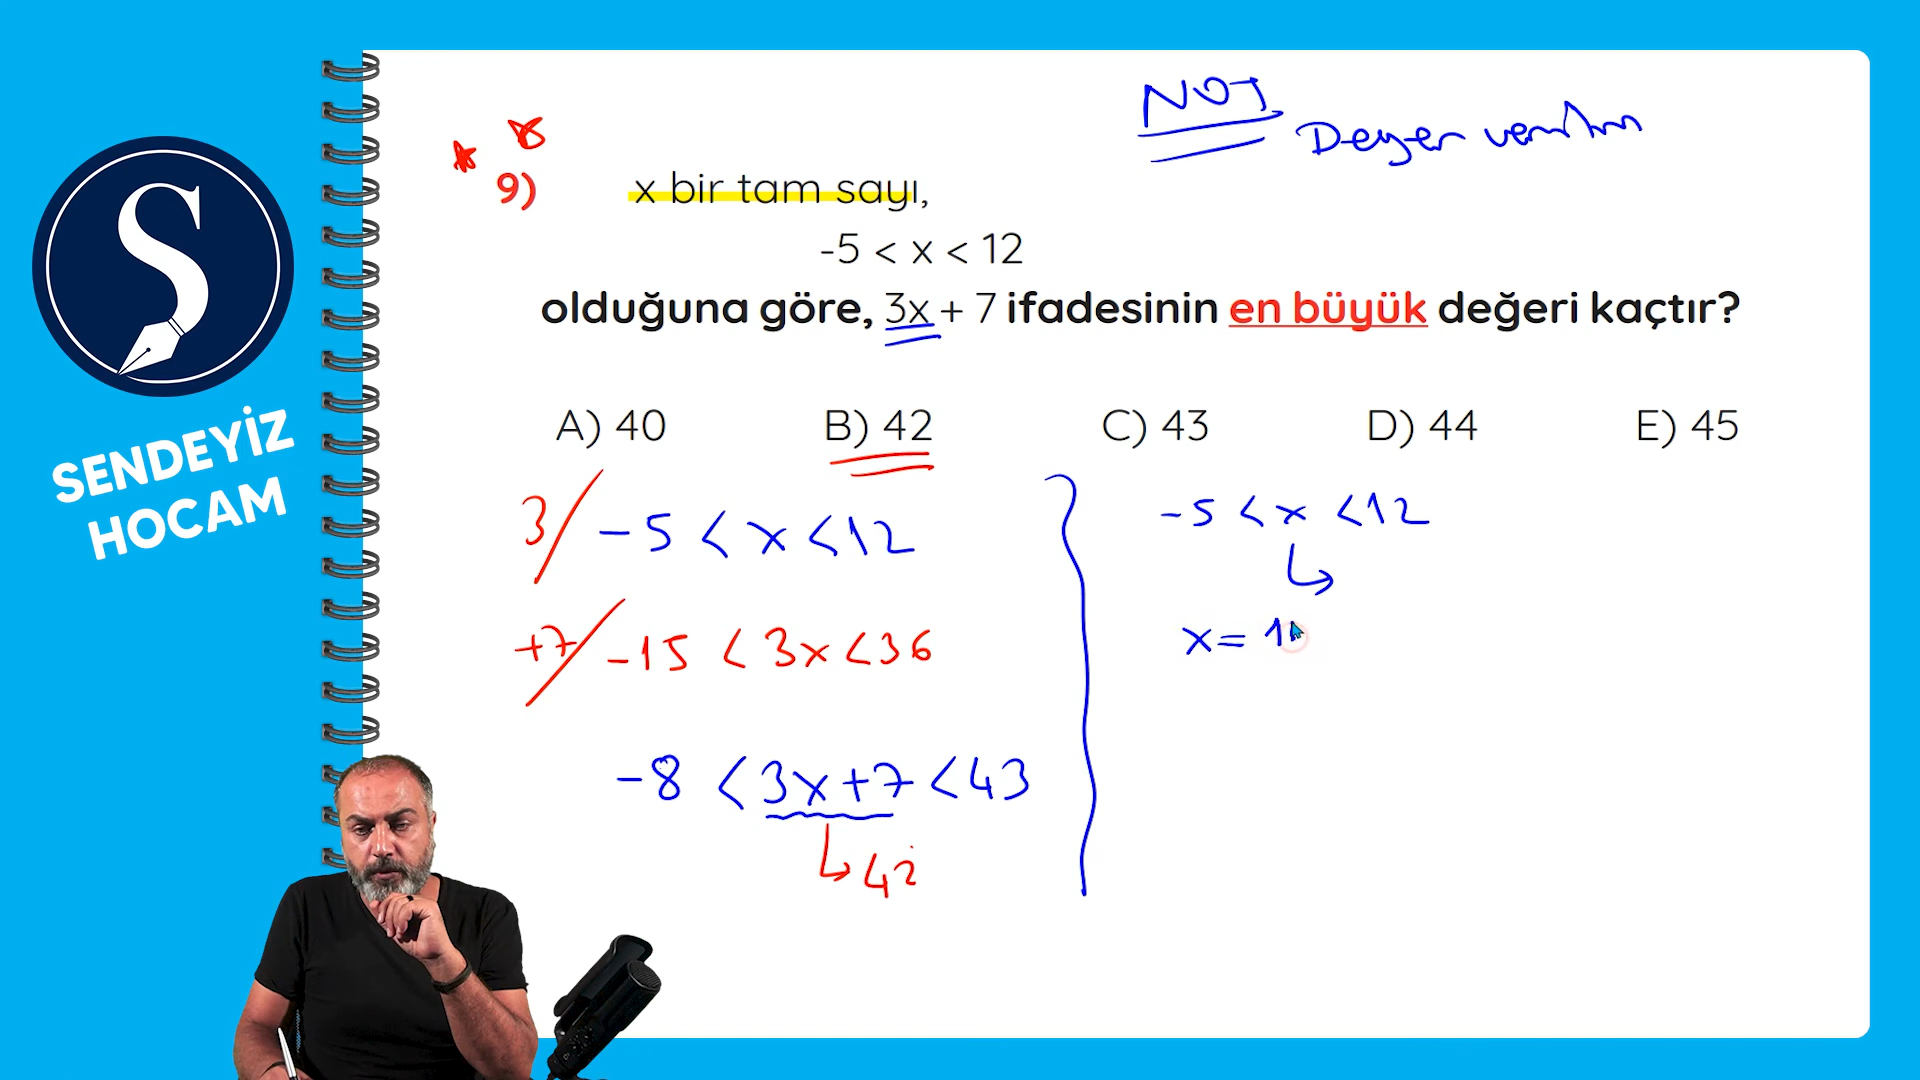 NOT
Değer verilm
9)
x bir tam sayı,
-5 < x < 12
olduğuna göre, 3x + 7 ifadesinin en büyük değeri kaçtır?
A) 40 B) 42 C) 43 D) 44 E) 45
SENDEYİZ
HOCAM
3/ -5 < x < 12
+7/ -15 < 3x < 36
-8 < 3x+7 < 43
42
-5 < x < 12
x = 11